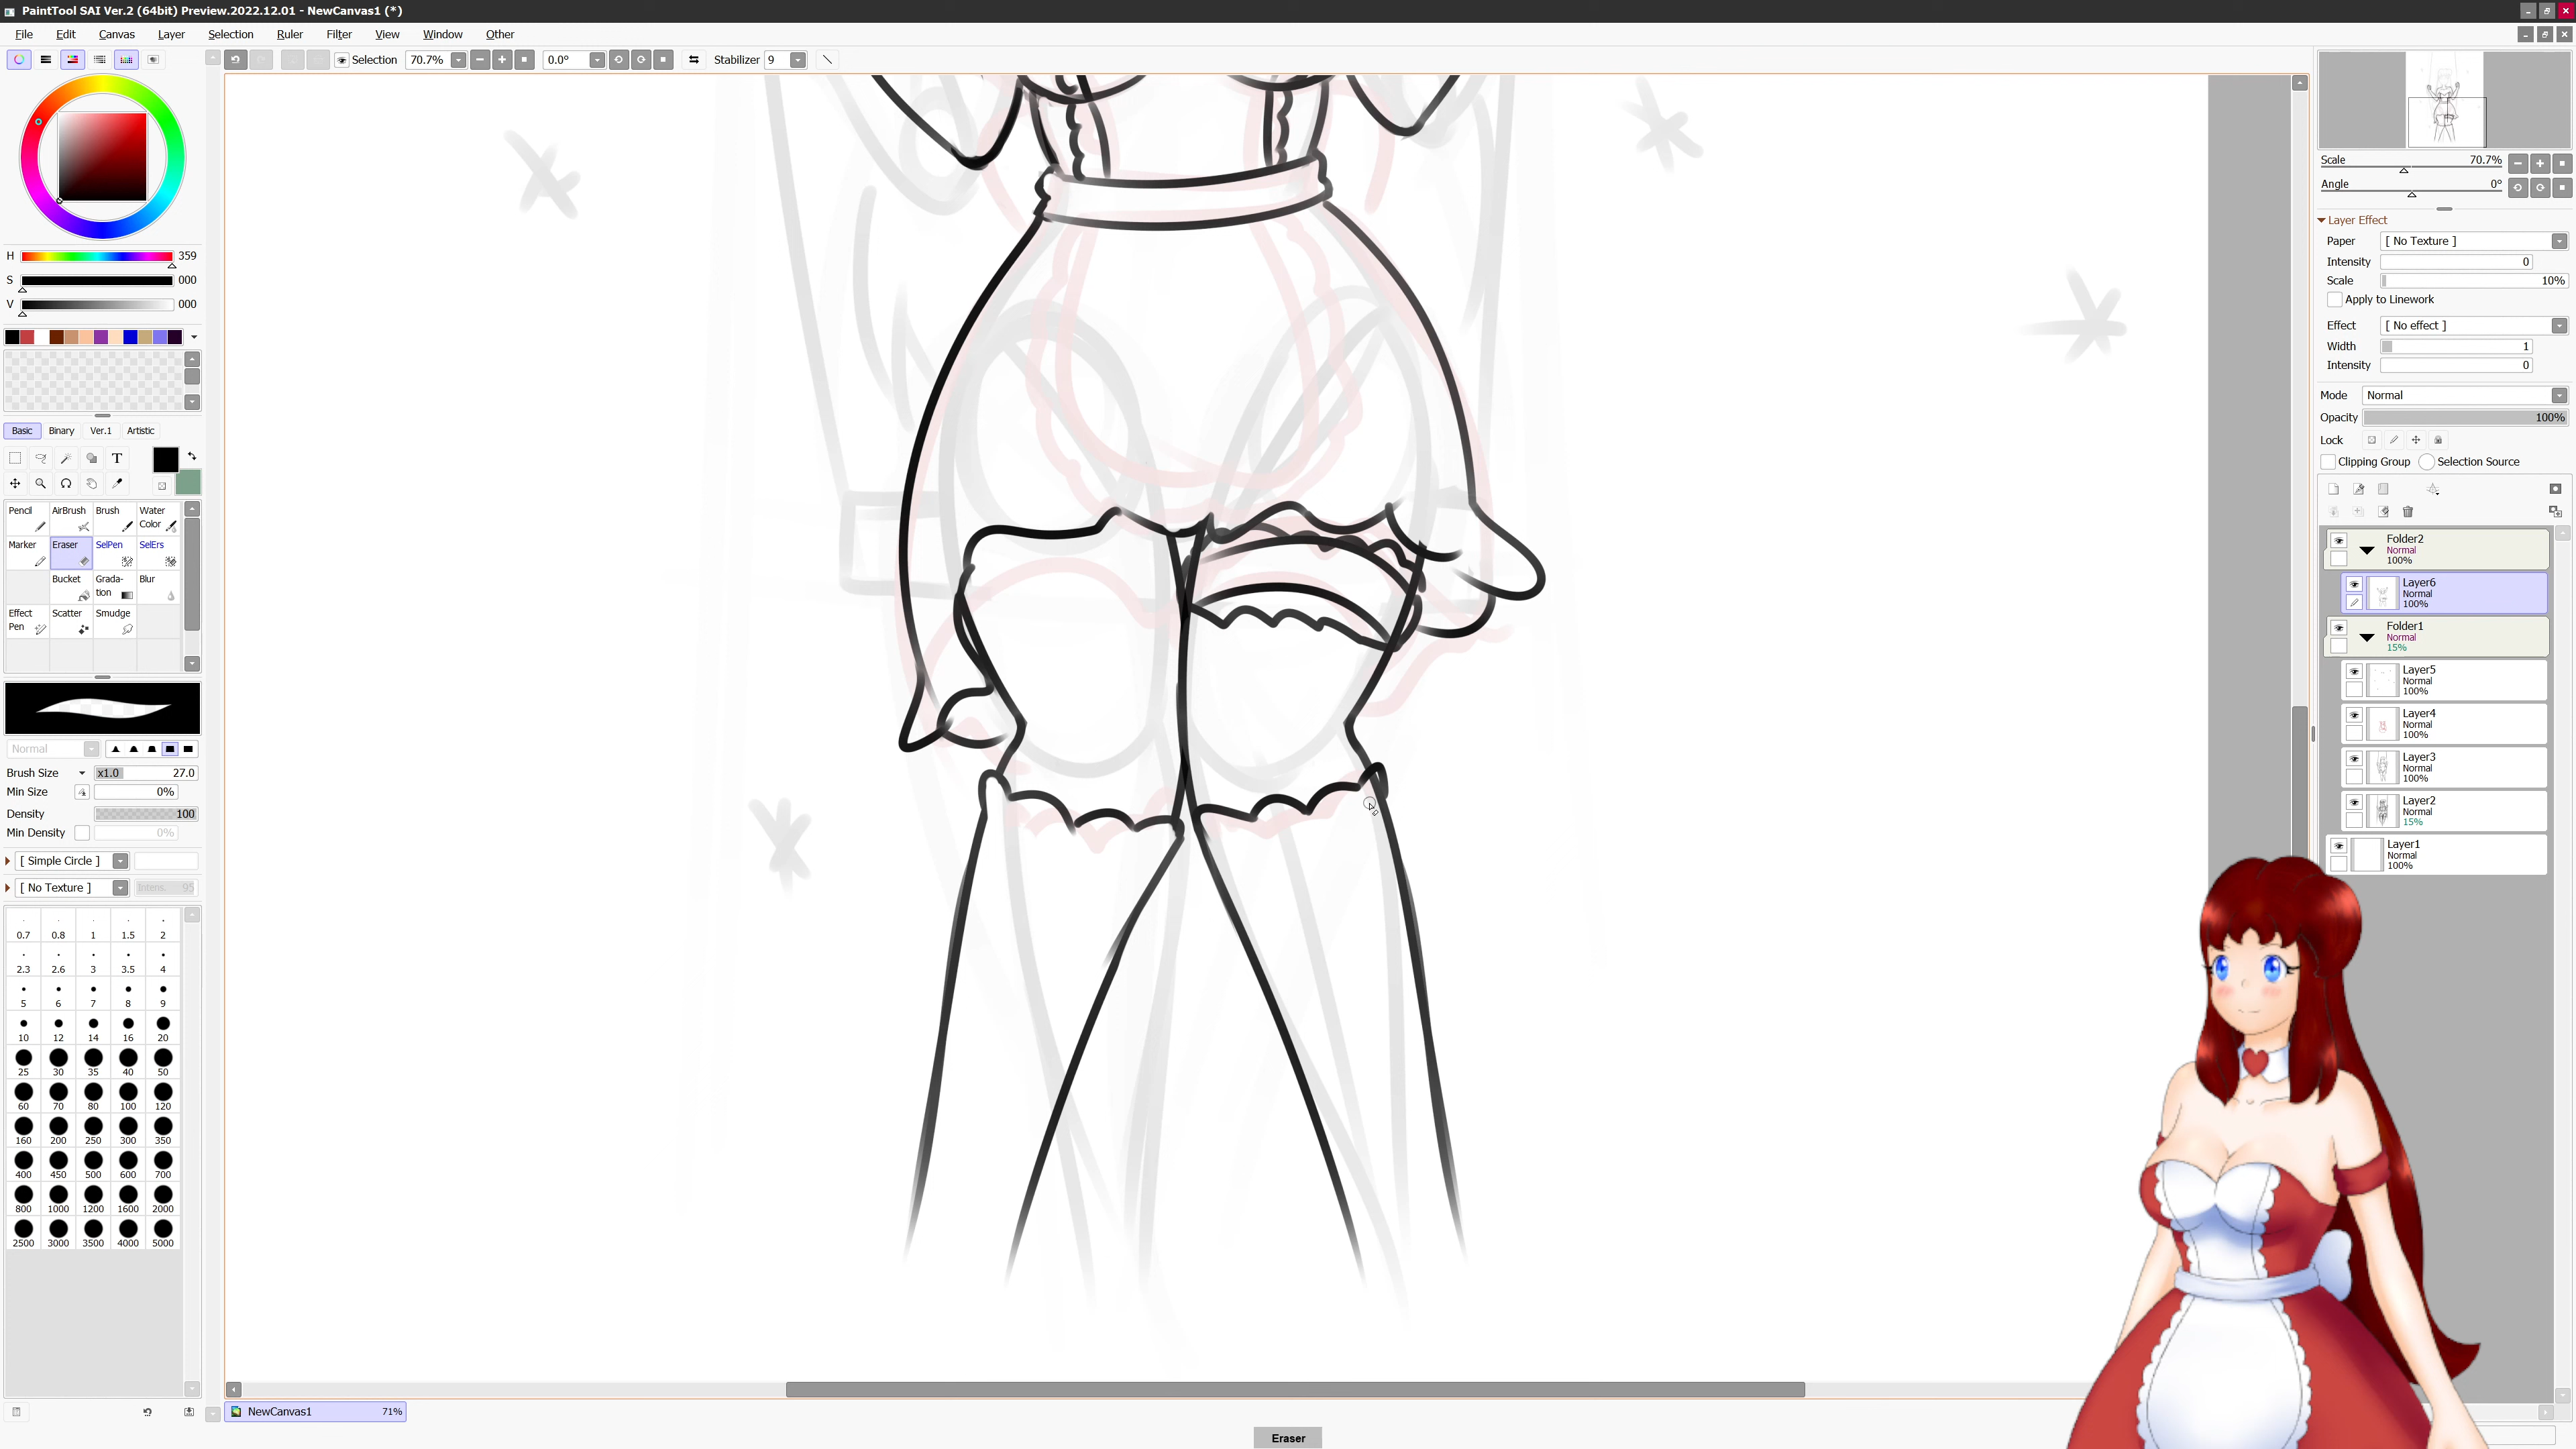 PaintTool SAI Ver.2 (64bit) Preview.2022.12.01 - NewCanvas1 (*)
File Edit Canvas Layer Selection Ruler Filter View Window Other
Selection 70.7% 0.0° Stabilizer 9
H 359
S 000
V 000
Basic Binary Ver.1 Artistic
T
Pencil AirBrush Brush Water Color
Marker Eraser SelPen SelErs
Bucket Grada-tion Blur
Effect Pen Scatter Smudge
Normal
Brush Size x1.0 27.0
Min Size 0%
Density 100
Min Density 0%
[ Simple Circle ]
[ No Texture ] Intens. 95
0.7 0.8 1 1.5 2
2.3 2.6 3 3.5 4
5 6 7 8 9
10 12 14 16 20
25 30 35 40 50
60 70 80 100 120
160 200 250 300 350
400 450 500 600 700
800 1000 1200 1600 2000
2500 3000 3500 4000 5000
NewCanvas1 71%
Eraser
Scale 70.7%
Angle 0°
Layer Effect
Paper [ No Texture ]
Intensity 0
Scale 10%
Apply to Linework
Effect [ No effect ]
Width 1
Intensity 0
Mode Normal
Opacity 100%
Lock
Clipping Group Selection Source
Folder2
Normal
100%
Layer6
Normal
100%
Folder1
Normal
15%
Layer5
Normal
100%
Layer4
Normal
100%
Layer3
Normal
100%
Layer2
Normal
15%
Layer1
Normal
100%